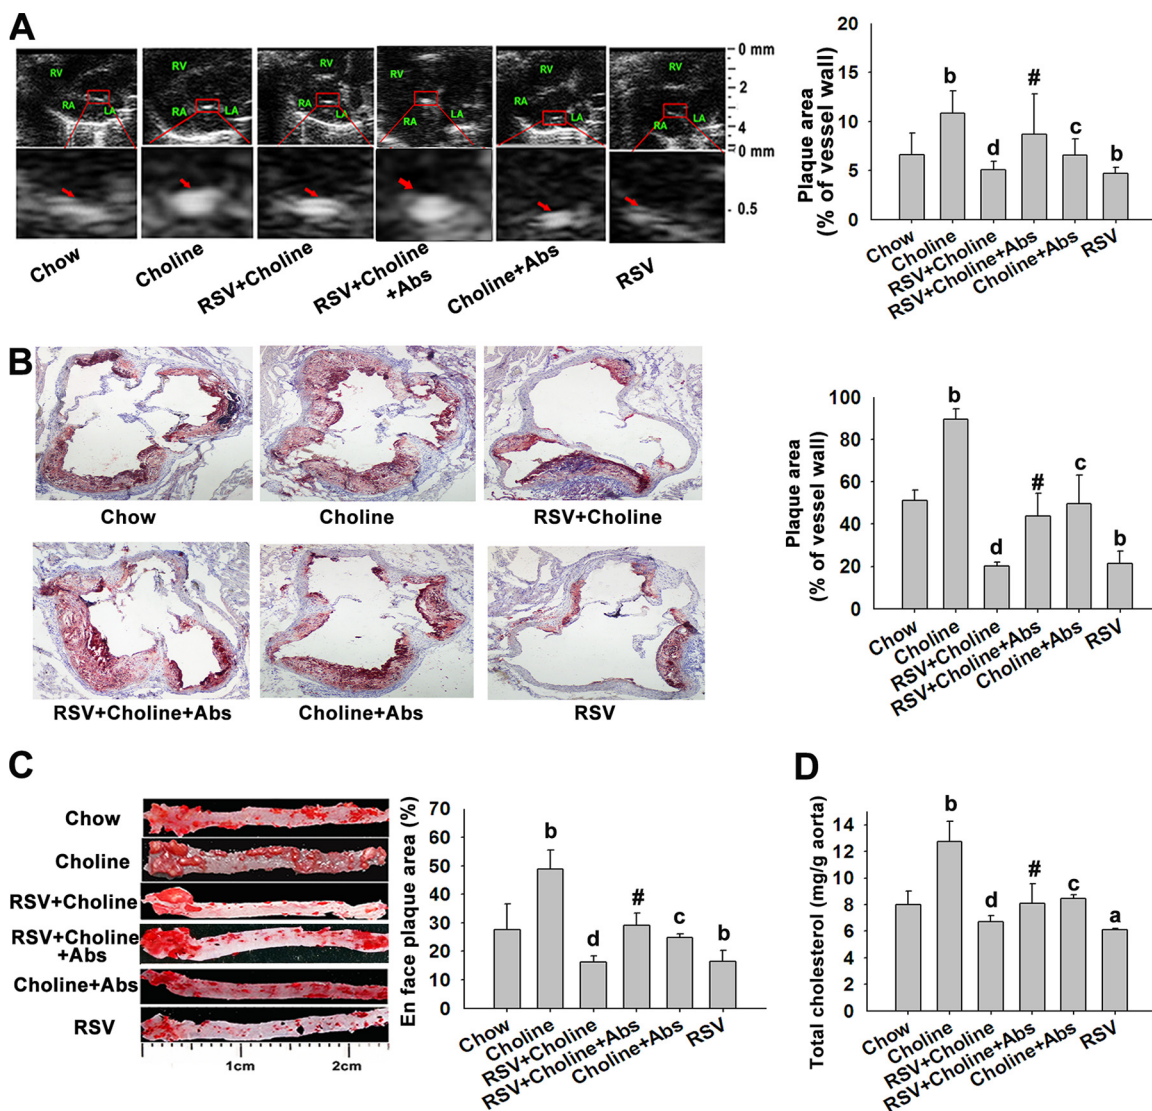 A
RV
RV
RV
RV
RV
RV
RA
LA
RA
LA
RA
LA
RA
LA
RA
LA
RA
LA
0 mm
2
4
0 mm
0.5
Chow
Choline
RSV+Choline
RSV+Choline
+Abs
Choline+Abs
RSV
Plaque area
(% of vessel wall)
20
15
10
5
0
b
d
#
c
b
Chow
Choline
RSV+Choline
RSV+Choline+Abs
Choline+Abs
RSV
B
Chow
Choline
RSV+Choline
RSV+Choline+Abs
Choline+Abs
RSV
Plaque area
(% of vessel wall)
100
80
60
40
20
0
b
d
#
c
b
Chow
Choline
RSV+Choline
RSV+Choline+Abs
Choline+Abs
RSV
C
Chow
Choline
RSV+Choline
RSV+Choline
+Abs
Choline+Abs
RSV
1cm
2cm
En face plaque area (%)
70
60
50
40
30
20
10
0
b
d
#
c
b
Chow
Choline
RSV+Choline
RSV+Choline+Abs
Choline+Abs
RSV
D
Total cholesterol (mg/g aorta)
14
12
10
8
6
4
2
0
b
d
#
c
a
Chow
Choline
RSV+Choline
RSV+Choline+Abs
Choline+Abs
RSV